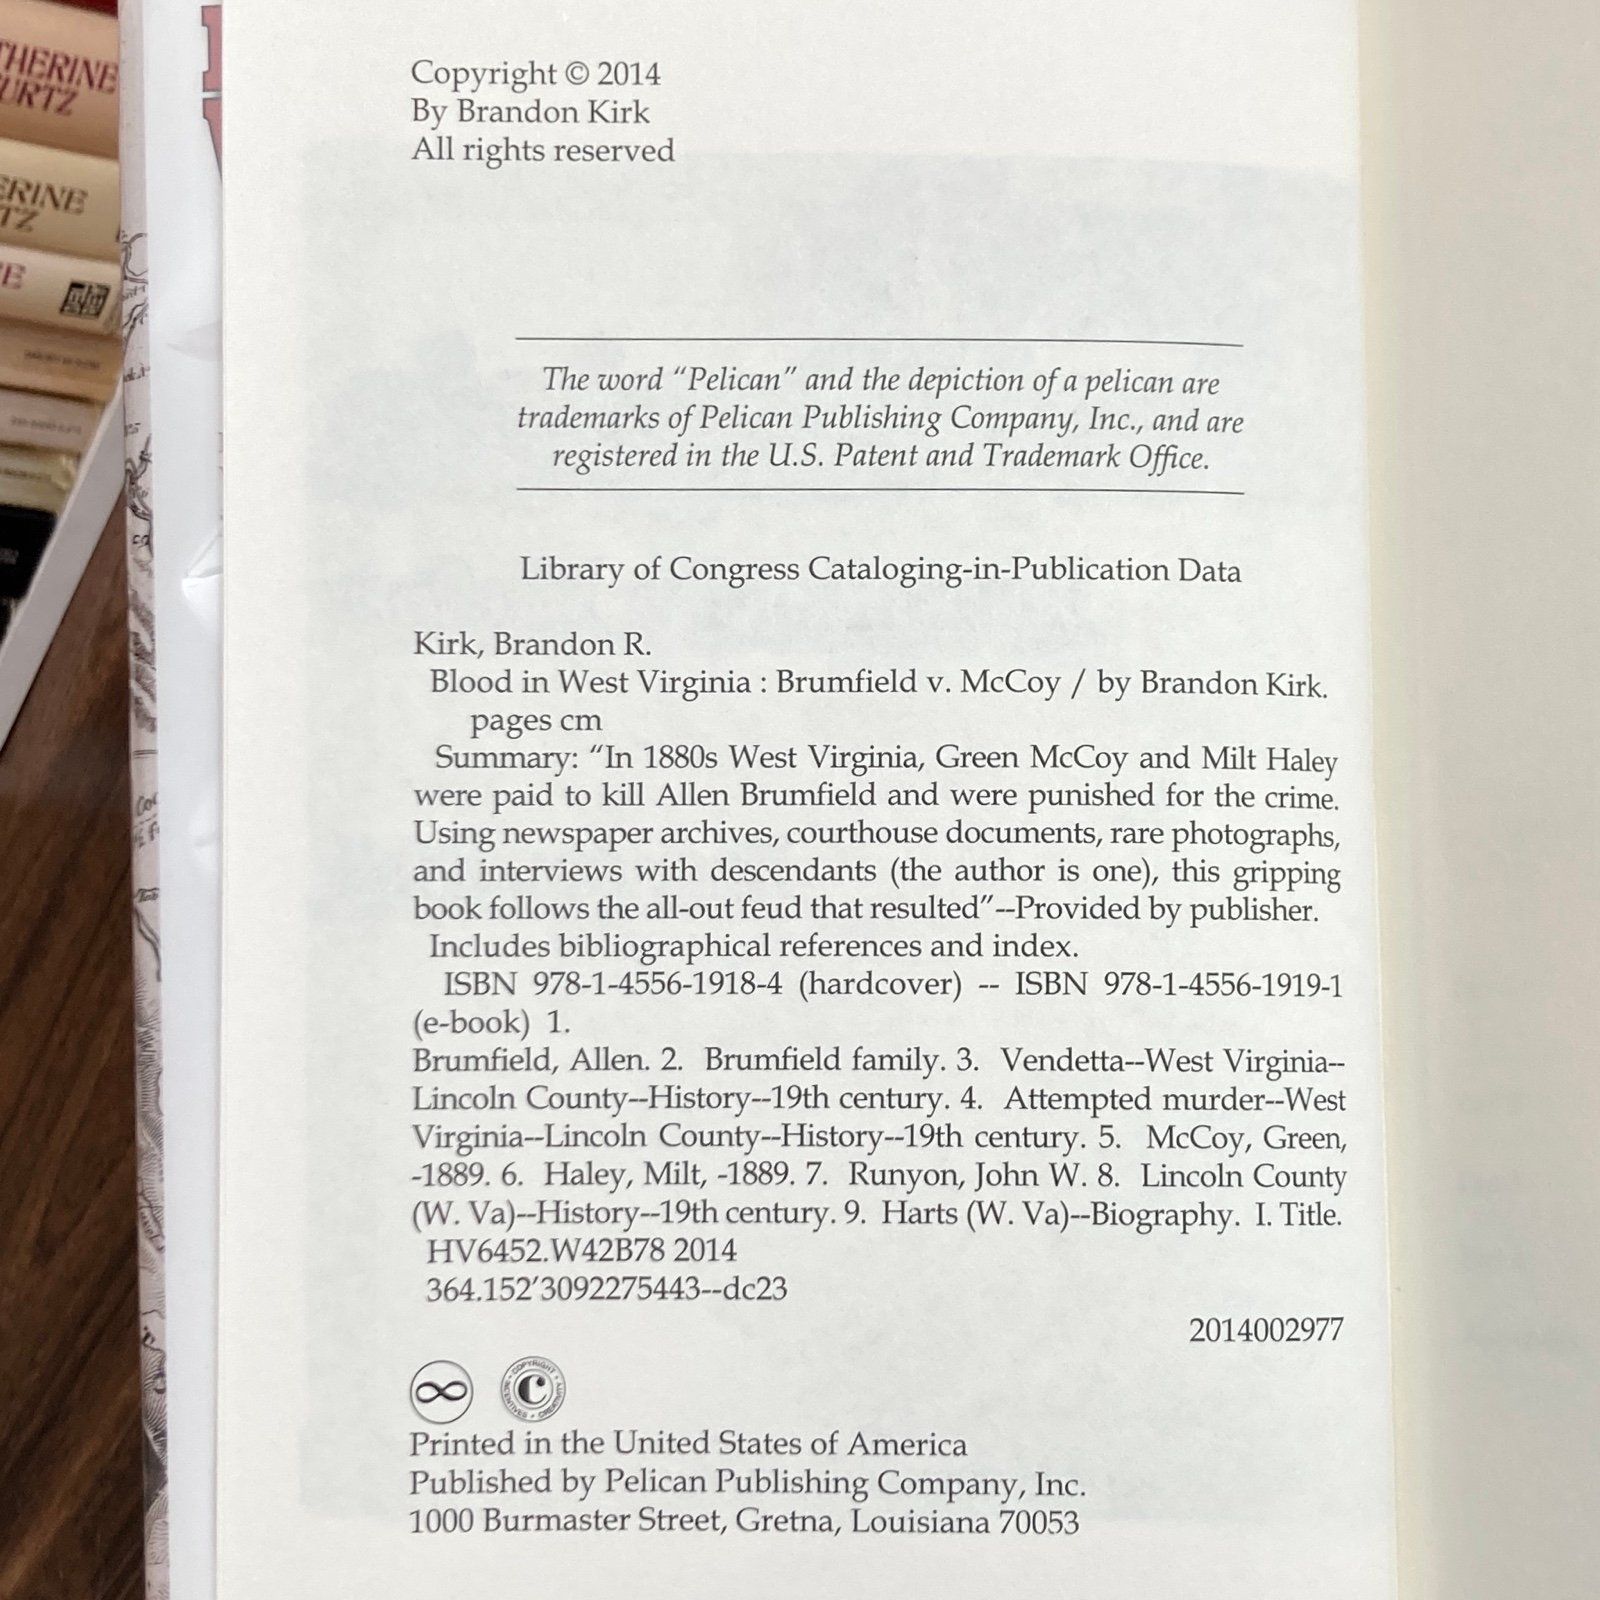 THERINE
URTZ
ERINE
TZ
E
Copyright © 2014
By Brandon Kirk
All rights reserved
The word “Pelican” and the depiction of a pelican are
trademarks of Pelican Publishing Company, Inc., and are
registered in the U.S. Patent and Trademark Office.
Library of Congress Cataloging-in-Publication Data
Kirk, Brandon R.
Blood in West Virginia : Brumfield v. McCoy / by Brandon Kirk.
pages cm
Summary: “In 1880s West Virginia, Green McCoy and Milt Haley
were paid to kill Allen Brumfield and were punished for the crime.
Using newspaper archives, courthouse documents, rare photographs,
and interviews with descendants (the author is one), this gripping
book follows the all-out feud that resulted”--Provided by publisher.
Includes bibliographical references and index.
ISBN 978-1-4556-1918-4 (hardcover) -- ISBN 978-1-4556-1919-1
(e-book) 1.
Brumfield, Allen. 2. Brumfield family. 3. Vendetta--West Virginia--
Lincoln County--History--19th century. 4. Attempted murder--West
Virginia--Lincoln County--History--19th century. 5. McCoy, Green,
-1889. 6. Haley, Milt, -1889. 7. Runyon, John W. 8. Lincoln County
(W. Va)--History--19th century. 9. Harts (W. Va)--Biography. I. Title.
HV6452.W42B78 2014
364.152’3092275443--dc23
2014002977
COPYRIGHT
C
Printed in the United States of America
Published by Pelican Publishing Company, Inc.
1000 Burmaster Street, Gretna, Louisiana 70053